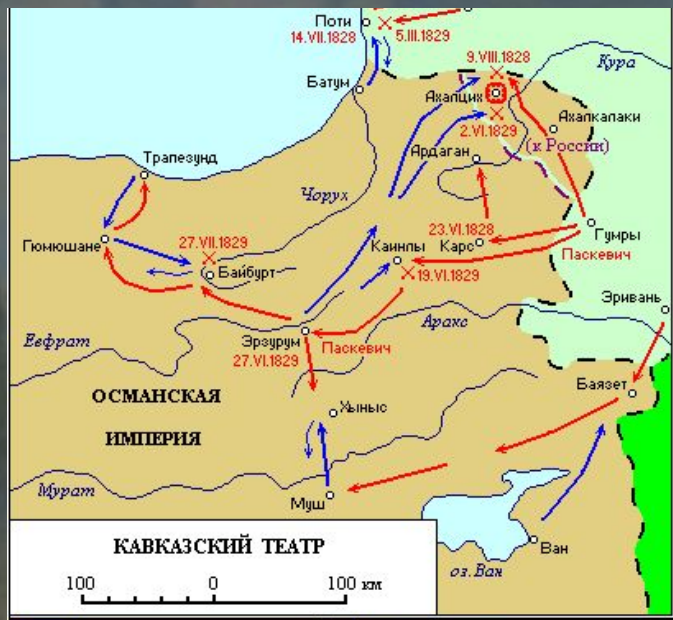 Поти
14.VII.1828
5.III.1829
9.VIII.1828
Кура
Батум
Ахалцих
Ахалкалаки
2.VI.1829
(к России)
Трапезунд
Ардаган
Чорух
Гюмюшане
27.VII.1829
Байбурт
23.VI.1828
Карс
Гумры
Каинлы
Паскевич
19.VI.1829
Эривань
Аракс
Евфрат
Эрзурум
27.VI.1829
Паскевич
Баязет
ОСМАНСКАЯ
ИМПЕРИЯ
Хыныс
Мурат
Муш
Ван
оз.Ван
КАВКАЗСКИЙ ТЕАТР
100 0 100 км